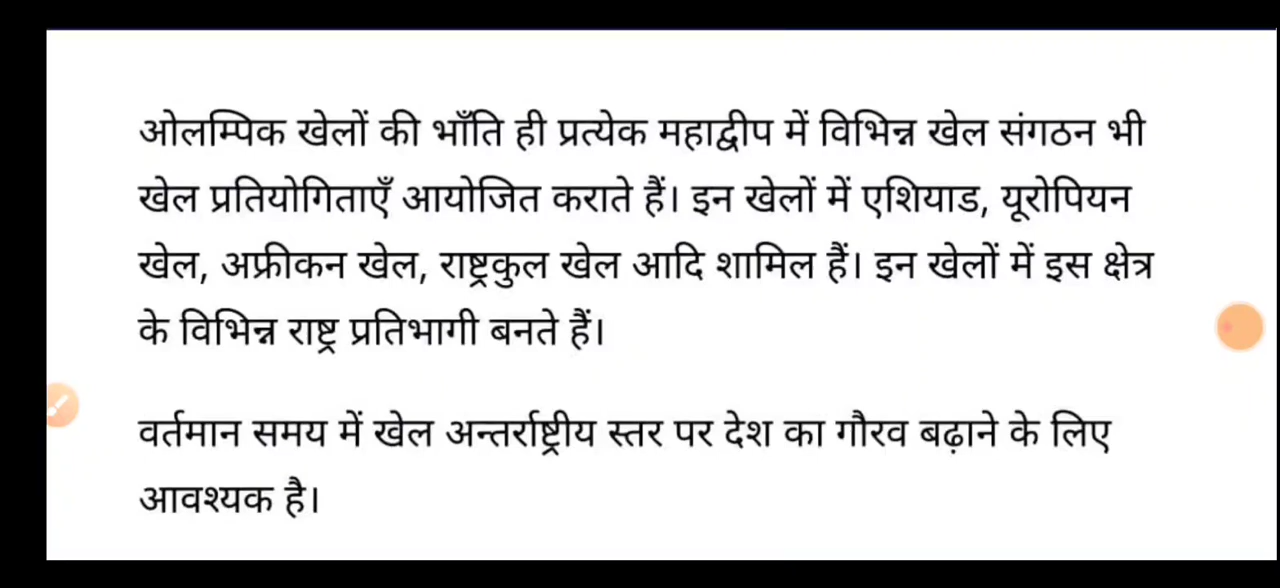 ओलम्पिक खेलों की भाँति ही प्रत्येक महाद्वीप में विभिन्न खेल संगठन भी
खेल प्रतियोगिताएँ आयोजित कराते हैं। इन खेलों में एशियाड, यूरोपियन
खेल, अफ्रीकन खेल, राष्ट्रकुल खेल आदि शामिल हैं। इन खेलों में इस क्षेत्र
के विभिन्न राष्ट्र प्रतिभागी बनते हैं।
वर्तमान समय में खेल अन्तर्राष्ट्रीय स्तर पर देश का गौरव बढ़ाने के लिए
आवश्यक है।